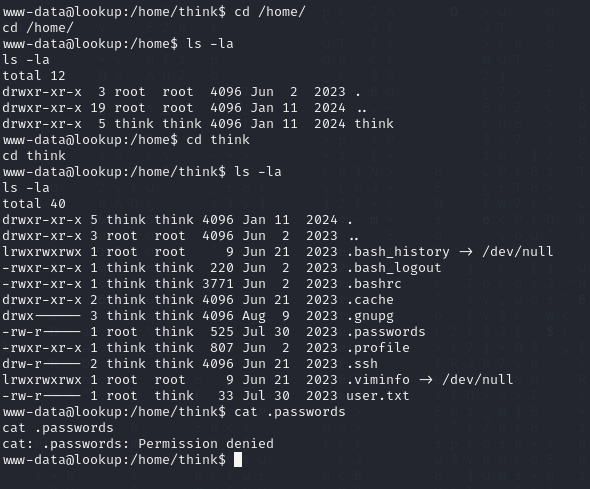 www-data@lookup:/home/think$ cd /home/
cd /home/
www-data@lookup:/home$ ls -la
ls -la
total 12
drwxr-xr-x  3 root  root  4096 Jun  2  2023 .
drwxr-xr-x 19 root  root  4096 Jan 11  2024 ..
drwxr-xr-x  5 think think 4096 Jan 11  2024 think
www-data@lookup:/home$ cd think
cd think
www-data@lookup:/home/think$ ls -la
ls -la
total 40
drwxr-xr-x 5 think think 4096 Jan 11  2024 .
drwxr-xr-x 3 root  root  4096 Jun  2  2023 ..
lrwxrwxrwx 1 root  root     9 Jun 21  2023 .bash_history -> /dev/null
-rwxr-xr-x 1 think think  220 Jun  2  2023 .bash_logout
-rwxr-xr-x 1 think think 3771 Jun  2  2023 .bashrc
drwxr-xr-x 2 think think 4096 Jun 21  2023 .cache
drwx------ 3 think think 4096 Aug  9  2023 .gnupg
-rw-r----- 1 root  think  525 Jul 30  2023 .passwords
-rwxr-xr-x 1 think think  807 Jun  2  2023 .profile
drw-r----- 2 think think 4096 Jun 21  2023 .ssh
lrwxrwxrwx 1 root  root     9 Jun 21  2023 .viminfo -> /dev/null
-rw-r----- 1 root  think   33 Jul 30  2023 user.txt
www-data@lookup:/home/think$ cat .passwords
cat .passwords
cat: .passwords: Permission denied
www-data@lookup:/home/think$